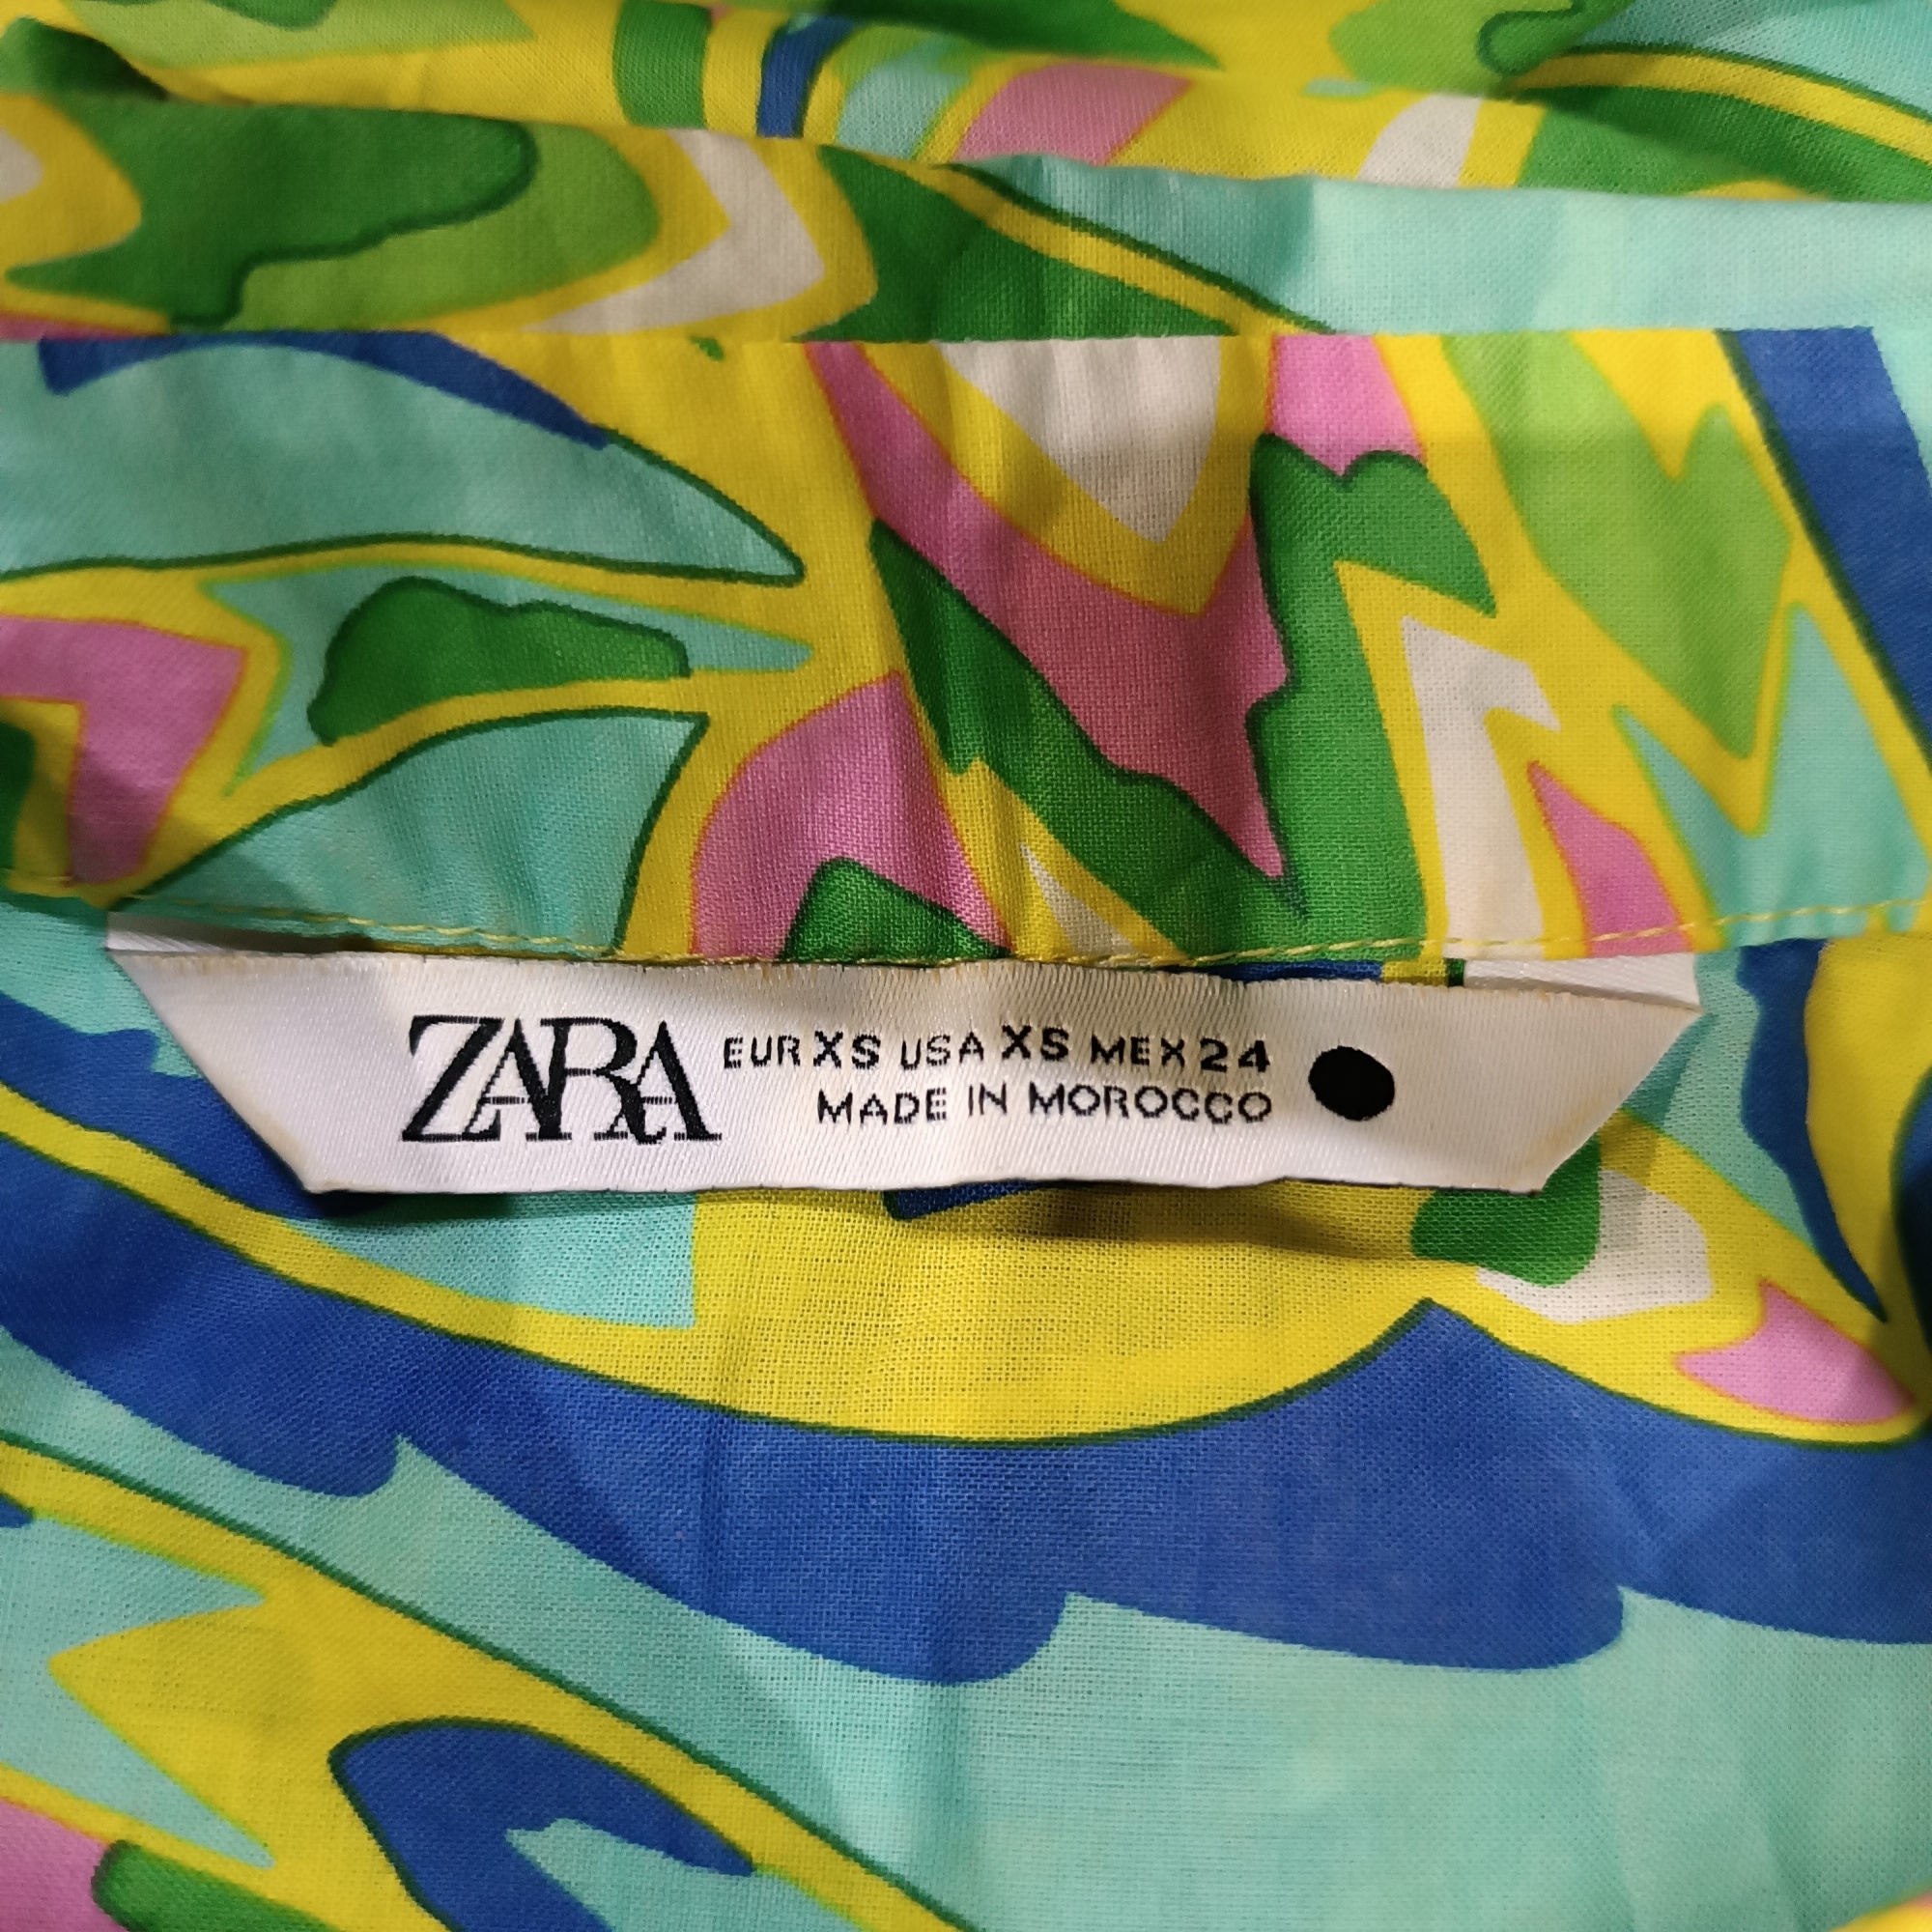 ZARA EUR XS USA XS MEX 24
MADE IN MOROCCO